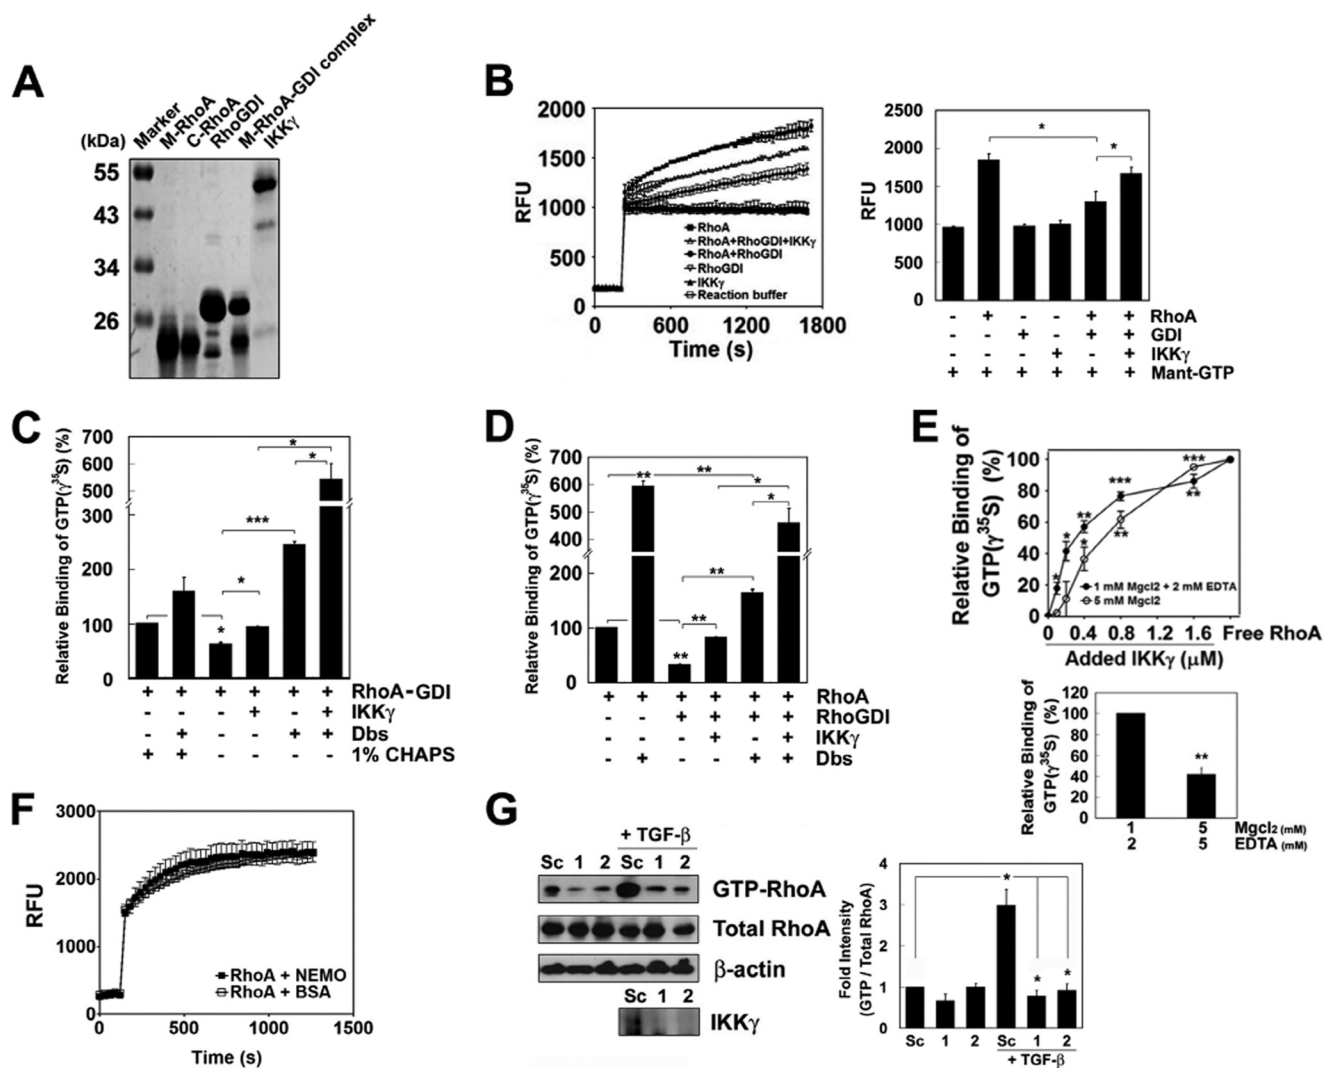 A
Marker
M-RhoA
C-RhoA
RhoGDI
M-RhoA-GDI complex
IKKγ
(kDa)
55
43
34
26
B
2000
1500
1000
500
0
RFU
RhoA
RhoA+RhoGDI+IKKγ
RhoA+RhoGDI
RhoGDI
IKKγ
Reaction buffer
0 600 1200 1800
Time (s)
2500
2000
1500
1000
500
0
RFU
* *
- + - - + + RhoA
- - + - + + GDI
- - - + - + IKKγ
+ + + + + + Mant-GTP
C
Relative Binding of GTP(γ³⁵S) (%)
700
600
500
300
200
100
0
* * *** * *
+ + + + + + RhoA-GDI
- - - + - + IKKγ
- + - - + + Dbs
+ + - - - - 1% CHAPS
D
Relative Binding of GTP(γ³⁵S) (%)
700
600
500
400
200
100
0
** ** * * ** ** **
+ + + + + + RhoA
- - + + + + RhoGDI
- - - + - + IKKγ
- + - - + + Dbs
E
Relative Binding of
GTP(γ³⁵S) (%)
100
80
60
40
20
0
* * ** * *** ** *** **
1 mM Mgcl2 + 2 mM EDTA
5 mM Mgcl2
0 0.4 0.8 1.2 1.6 Free RhoA
Added IKKγ (μM)
Relative Binding of
GTP(γ³⁵S) (%)
120
100
80
60
40
20
0
**
1 5 Mgcl₂ (mM)
2 5 EDTA (mM)
F
3000
2000
1000
0
RFU
RhoA + NEMO
RhoA + BSA
0 500 1000 1500
Time (s)
G
+ TGF-β
Sc 1 2 Sc 1 2
GTP-RhoA
Total RhoA
β-actin
Sc 1 2
IKKγ
Fold Intensity
(GTP / Total RhoA)
4
3
2
1
0
* * *
Sc 1 2 Sc 1 2
+ TGF-β